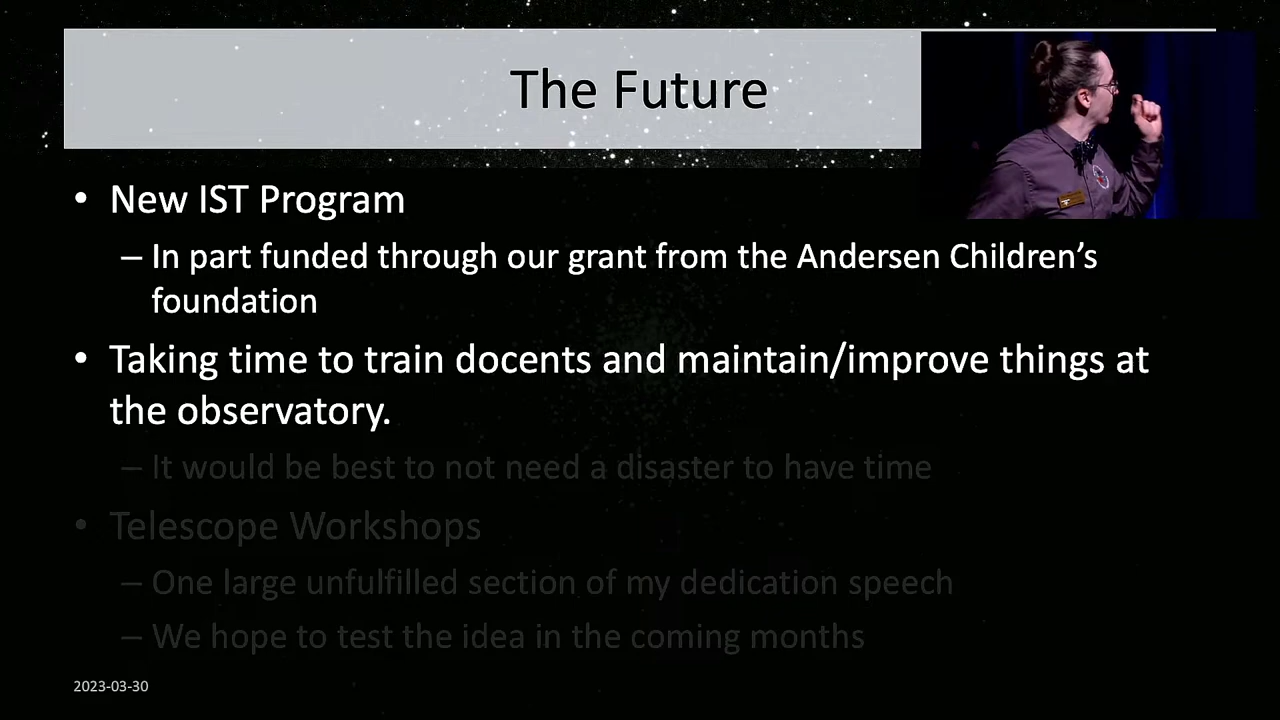 The Future
• New IST Program
– In part funded through our grant from the Andersen Children’s
foundation
• Taking time to train docents and maintain/improve things at
the observatory.
– It would be best to not need a disaster to have time
• Telescope Workshops
– One large unfulfilled section of my dedication speech
– We hope to test the idea in the coming months
2023-03-30